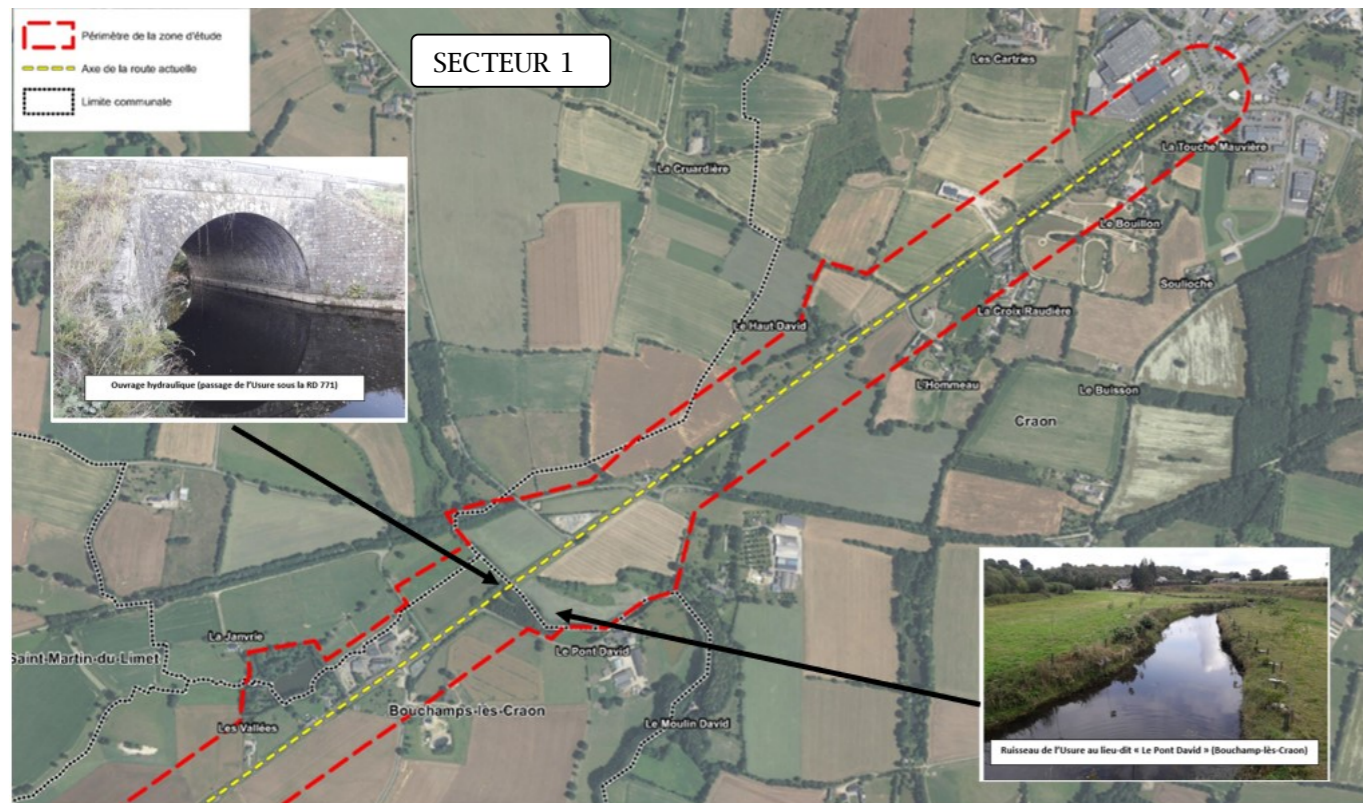 Périmètre de la zone d'étude
Axe de la route actuelle
Limite communale
SECTEUR 1
Les Cartries
La Touche Mauvière
La Cruardière
Le Bouillon
Soulioche
La Croix Raudière
Le Haut David
L'Hommeau
Le Buisson
Craon
Ouvrage hydraulique (passage de l'Usure sous la RD 771)
La Janvrie
Saint-Martin-du-Limet
Le Pont David
Bouchamps-lès-Craon
Les Vallées
Le Moulin David
Ruisseau de l'Usure au lieu-dit « Le Pont David » (Bouchamp-lès-Craon)